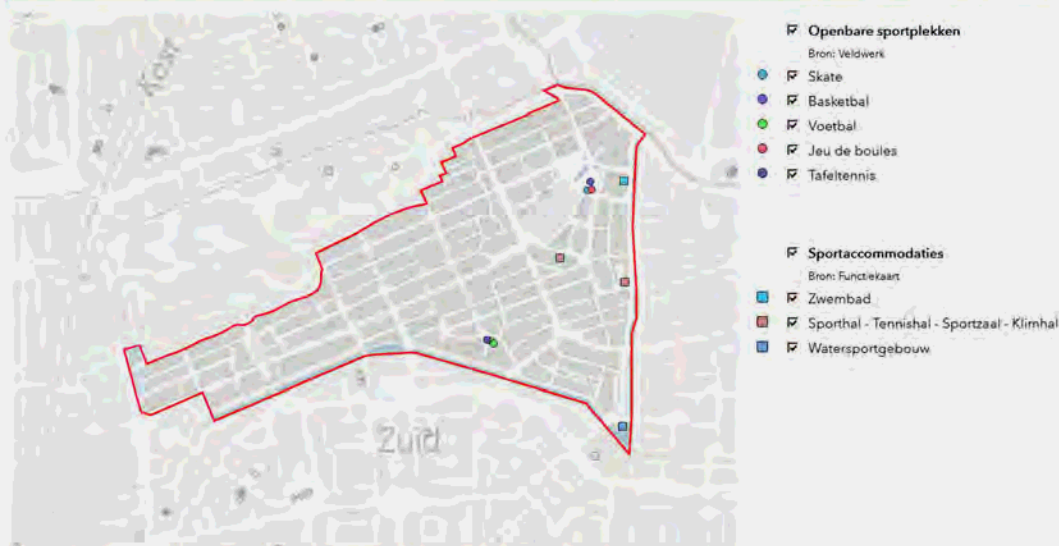 Zuid
Openbare sportplekken
Bron: Veldwerk
Skate
Basketbal
Voetbal
Jeu de boules
Tafeltennis
Sportaccommodaties
Bron: Functiekaart
Zwembad
Sporthal - Tennishal - Sportzaal - Klimhal
Watersportgebouw